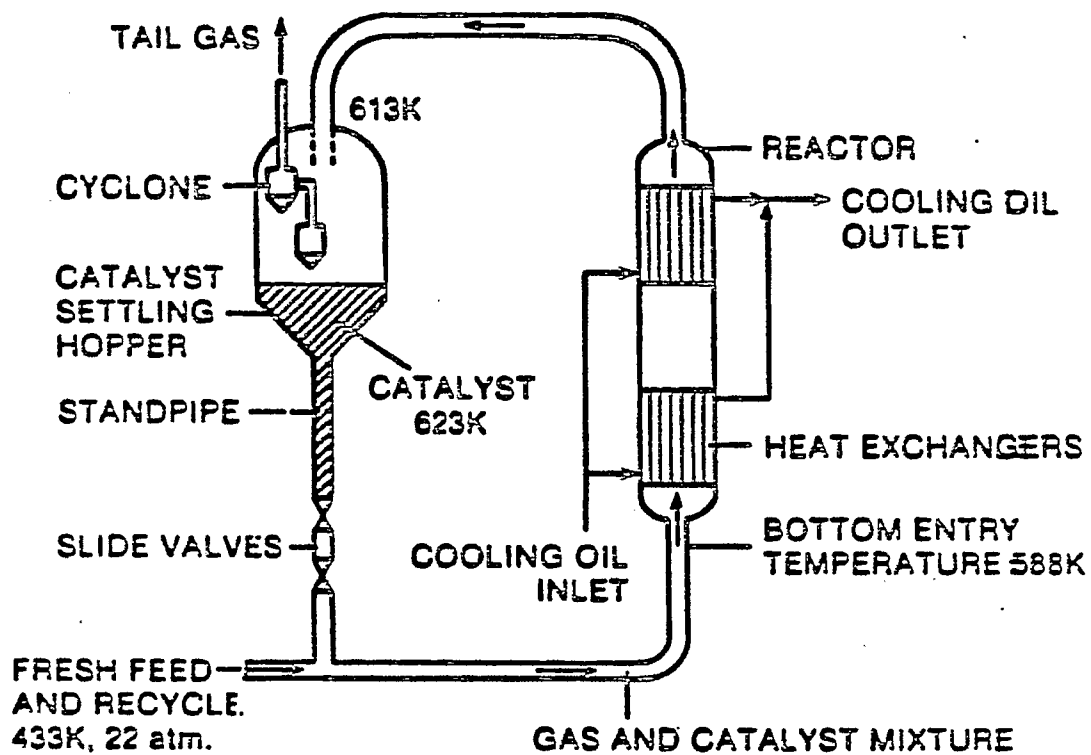 TAIL GAS
613K
REACTOR
CYCLONE
COOLING OIL
OUTLET
CATALYST
SETTLING
HOPPER
CATALYST
623K
STANDPIPE
HEAT EXCHANGERS
SLIDE VALVES
COOLING OIL
INLET
BOTTOM ENTRY
TEMPERATURE 588K
FRESH FEED
AND RECYCLE.
433K, 22 atm.
GAS AND CATALYST MIXTURE